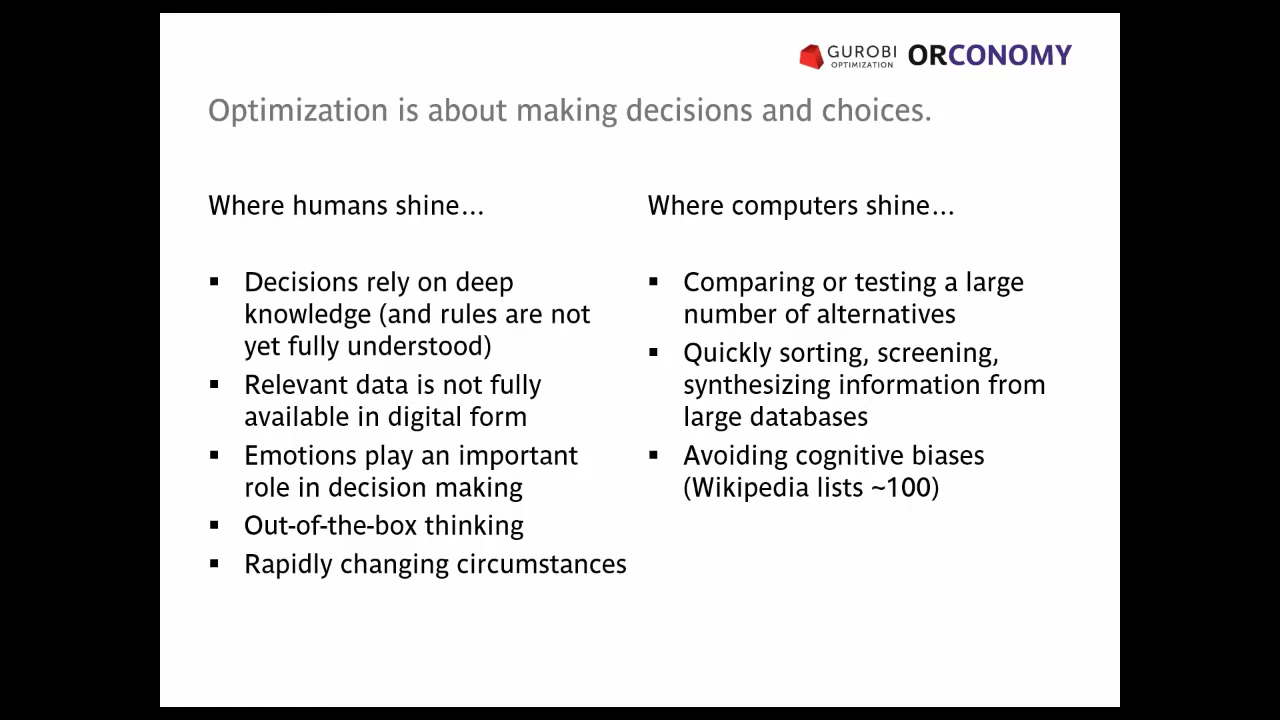 GUROBI
OPTIMIZATION
ORCONOMY
Optimization is about making decisions and choices.
Where humans shine…
▪ Decisions rely on deep
knowledge (and rules are not
yet fully understood)
▪ Relevant data is not fully
available in digital form
▪ Emotions play an important
role in decision making
▪ Out-of-the-box thinking
▪ Rapidly changing circumstances
Where computers shine…
▪ Comparing or testing a large
number of alternatives
▪ Quickly sorting, screening,
synthesizing information from
large databases
▪ Avoiding cognitive biases
(Wikipedia lists ~100)